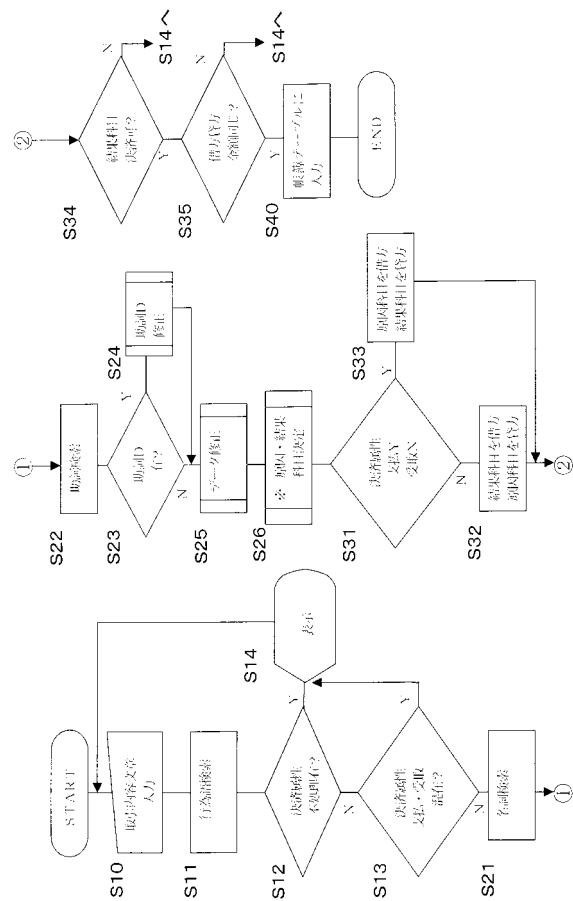 START
S10
取引内容文章
入力
S11
行為語検索
S12
決済属性
不処理有?
Y
N
S14
表示
S13
決済属性
支払・受取
混在?
Y
N
S21
名詞検索
①
①
S22
助詞検索
S23
助詞D
有?
Y
N
S24
助詞D
修正
S25
データ修正
S26
※ 原因・結果
科目決定
S31
決済属性
支払Y
受取N
Y
N
S33
原因科目を借方
結果科目を貸方
S32
結果科目を借方
原因科目を貸方
②
②
S34
結果科目
決済可?
N
S14へ
Y
S35
借方貸方
金額同じ?
N
S14へ
Y
S40
帳簿テーブルに
入力
END